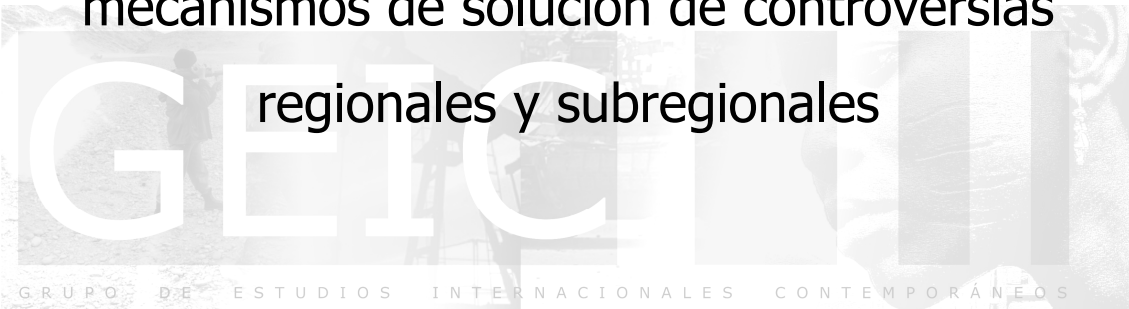 mecanismos de solución de controversias
regionales y subregionales
GEIC
GRUPO DE ESTUDIOS INTERNACIONALES CONTEMPORÁNEOS